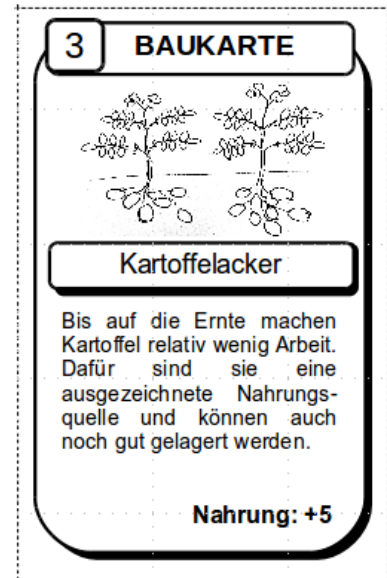 3 BAUKARTE
Kartoffelacker
Bis auf die Ernte machen
Kartoffel relativ wenig Arbeit.
Dafür sind sie eine
ausgezeichnete Nahrungs-
quelle und können auch
noch gut gelagert werden.
Nahrung: +5